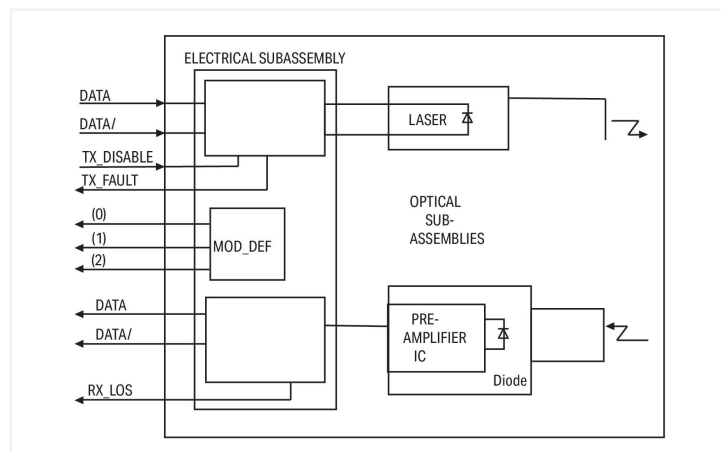 ELECTRICAL SUBASSEMBLY
DATA
DATA/
TX_DISABLE
TX_FAULT
LASER
(0)
(1)
(2)
MOD_DEF
OPTICAL
SUB-
ASSEMBLIES
DATA
DATA/
RX_LOS
PRE-
AMPLIFIER
IC
Diode